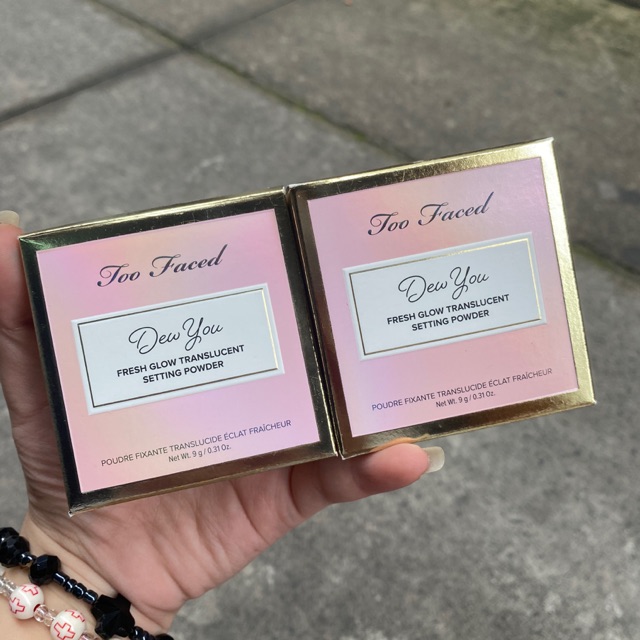 Too Faced
Dew You
FRESH GLOW TRANSLUCENT
SETTING POWDER
POUDRE FIXANTE TRANSLUCIDE ÉCLAT FRAÎCHEUR
Net Wt. 9 g / 0.31 Oz.
Too Faced
Dew You
FRESH GLOW TRANSLUCENT
SETTING POWDER
POUDRE FIXANTE TRANSLUCIDE ÉCLAT FRAÎCHEUR
Net Wt. 9 g / 0.31 Oz.